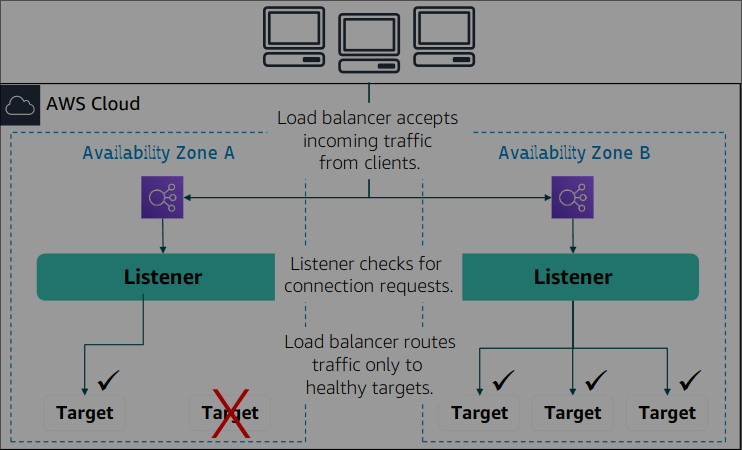 AWS Cloud
Load balancer accepts
incoming traffic
from clients.
Availability Zone A
Availability Zone B
Listener
Listener checks for
connection requests.
Listener
Load balancer routes
traffic only to
healthy targets.
Target
Target
Target
Target
Target